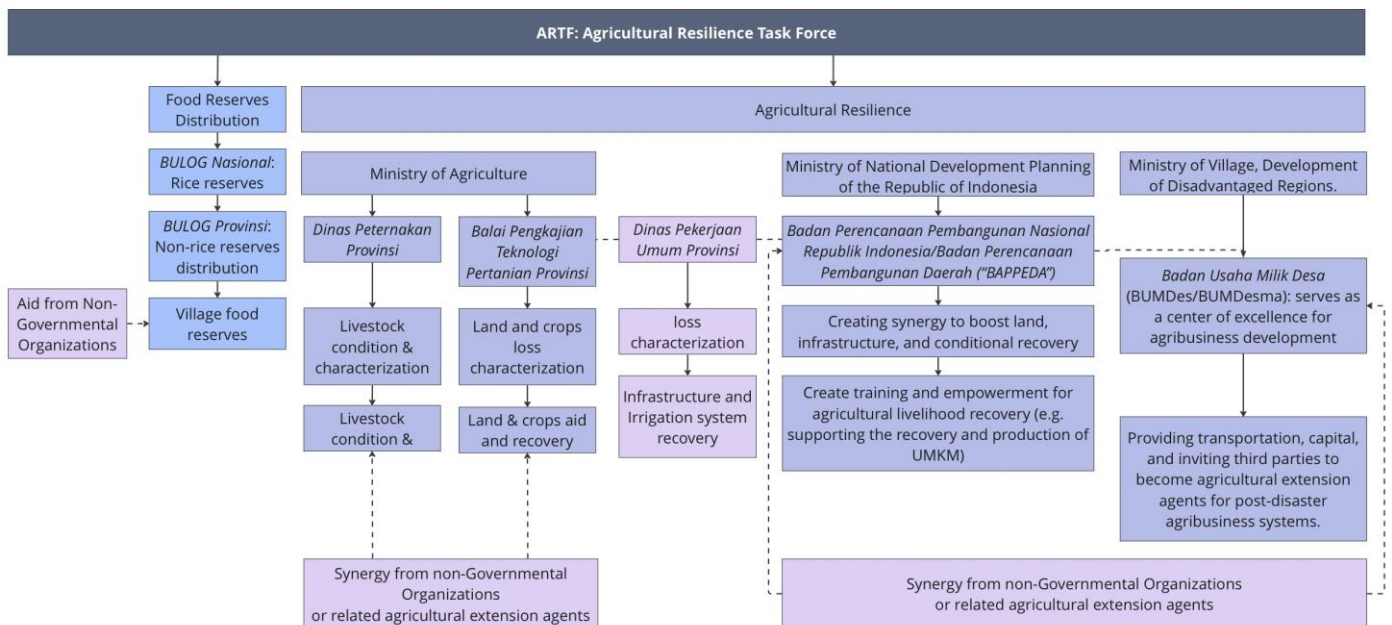 ARTF: Agricultural Resilience Task Force
Food Reserves
Distribution
Agricultural Resilience
BULOG Nasional:
Rice reserves
BULOG Provinsi:
Non-rice reserves
distribution
Aid from Non-
Governmental
Organizations
Village food
reserves
Ministry of Agriculture
Dinas Peternakan
Provinsi
Livestock
condition &
characterization
Livestock
condition &
Balai Pengkajian
Teknologi
Pertanian Provinsi
Land and crops
loss
characterization
Land & crops aid
and recovery
Synergy from non-Governmental
Organizations
or related agricultural extension agents
Dinas Pekerjaan
Umum Provinsi
loss
characterization
Infrastructure and
Irrigation system
recovery
Ministry of National Development Planning
of the Republic of Indonesia
Badan Perencanaan Pembangunan Nasional
Republik Indonesia/Badan Perencanaan
Pembangunan Daerah (“BAPPEDA”)
Creating synergy to boost land,
infrastructure, and conditional recovery
Create training and empowerment for
agricultural livelihood recovery (e.g.
supporting the recovery and production of
UMKM)
Ministry of Village, Development
of Disadvantaged Regions.
Badan Usaha Milik Desa
(BUMDes/BUMDesma): serves as
a center of excellence for
agribusiness development
Providing transportation, capital,
and inviting third parties to
become agricultural extension
agents for post-disaster
agribusiness systems.
Synergy from non-Governmental Organizations
or related agricultural extension agents